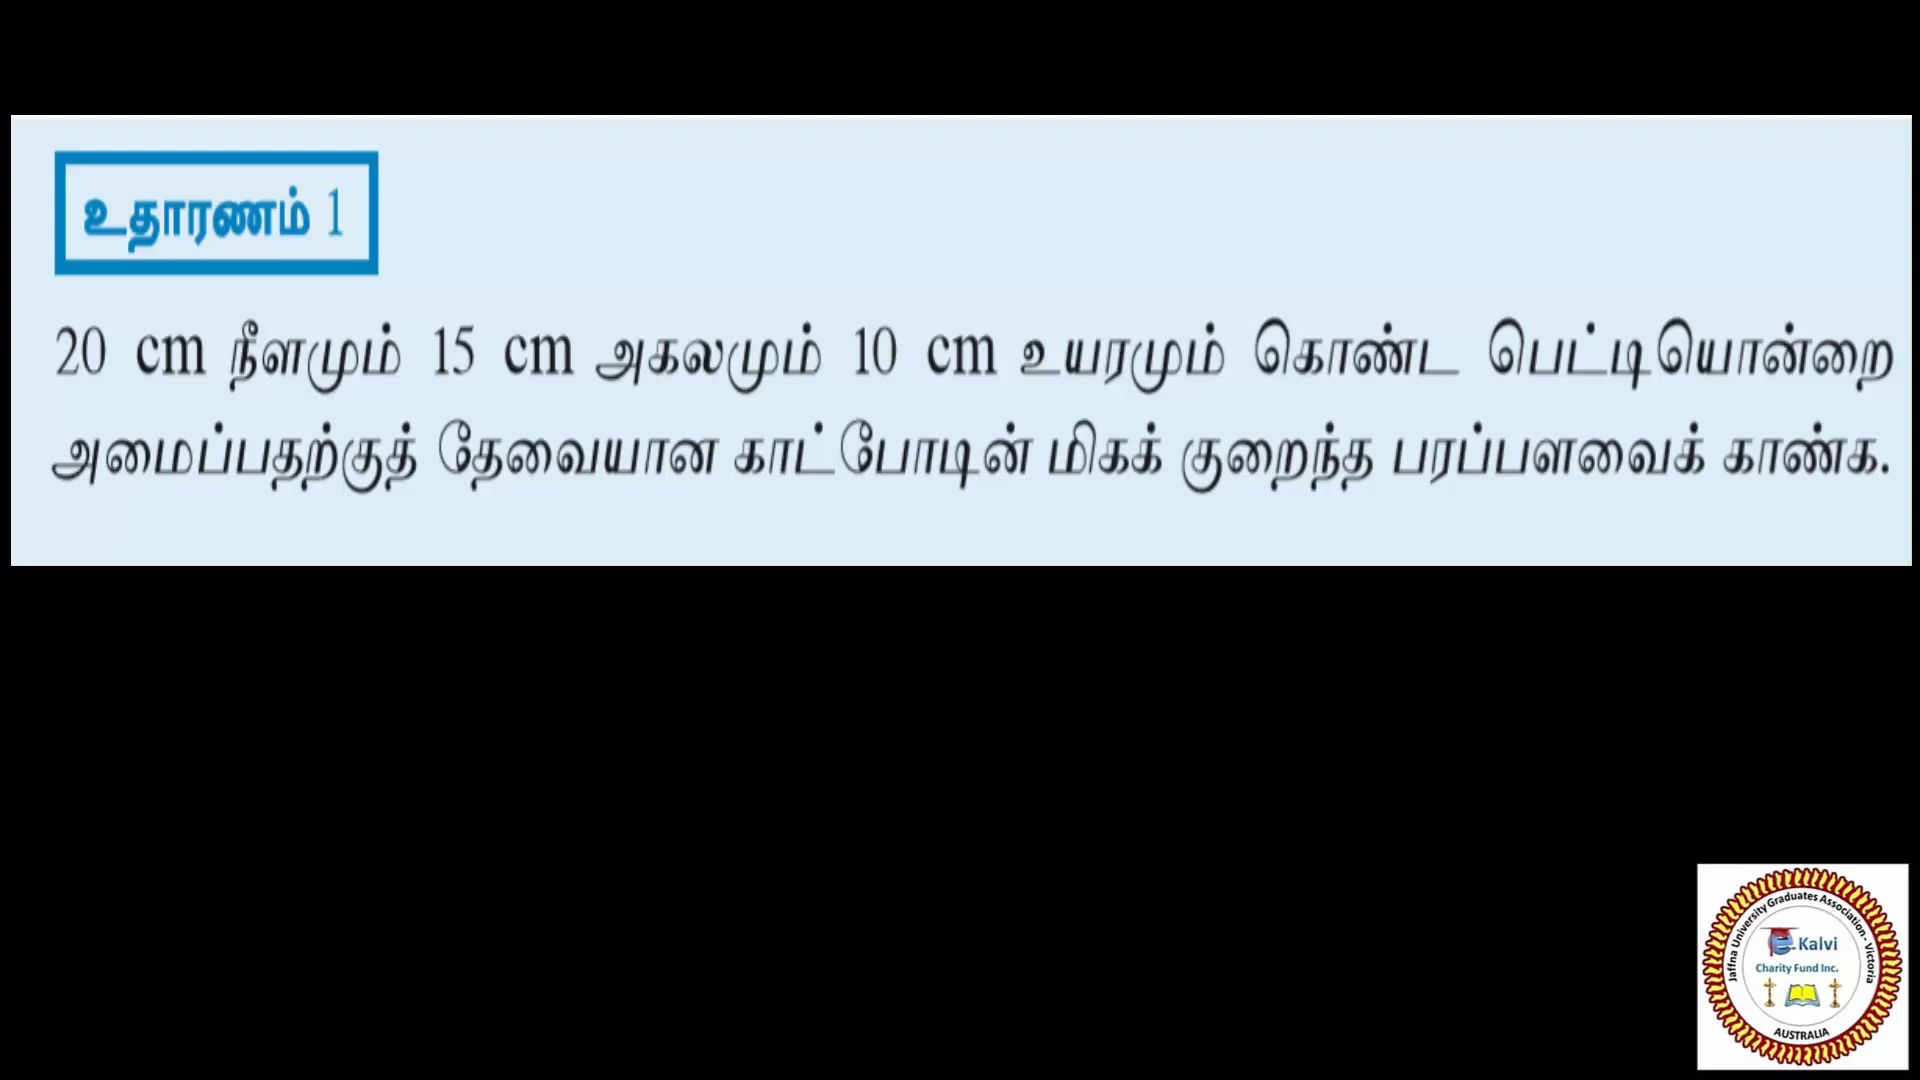 உதாரணம் 1
20 cm நீளமும் 15 cm அகலமும் 10 cm உயரமும் கொண்ட பெட்டியொன்றை
அமைப்பதற்குத் தேவையான காட்போடின் மிகக் குறைந்த பரப்பளவைக் காண்க.
Jaffna University Graduates Association - Victoria
Kalvi
Charity Fund Inc.
AUSTRALIA